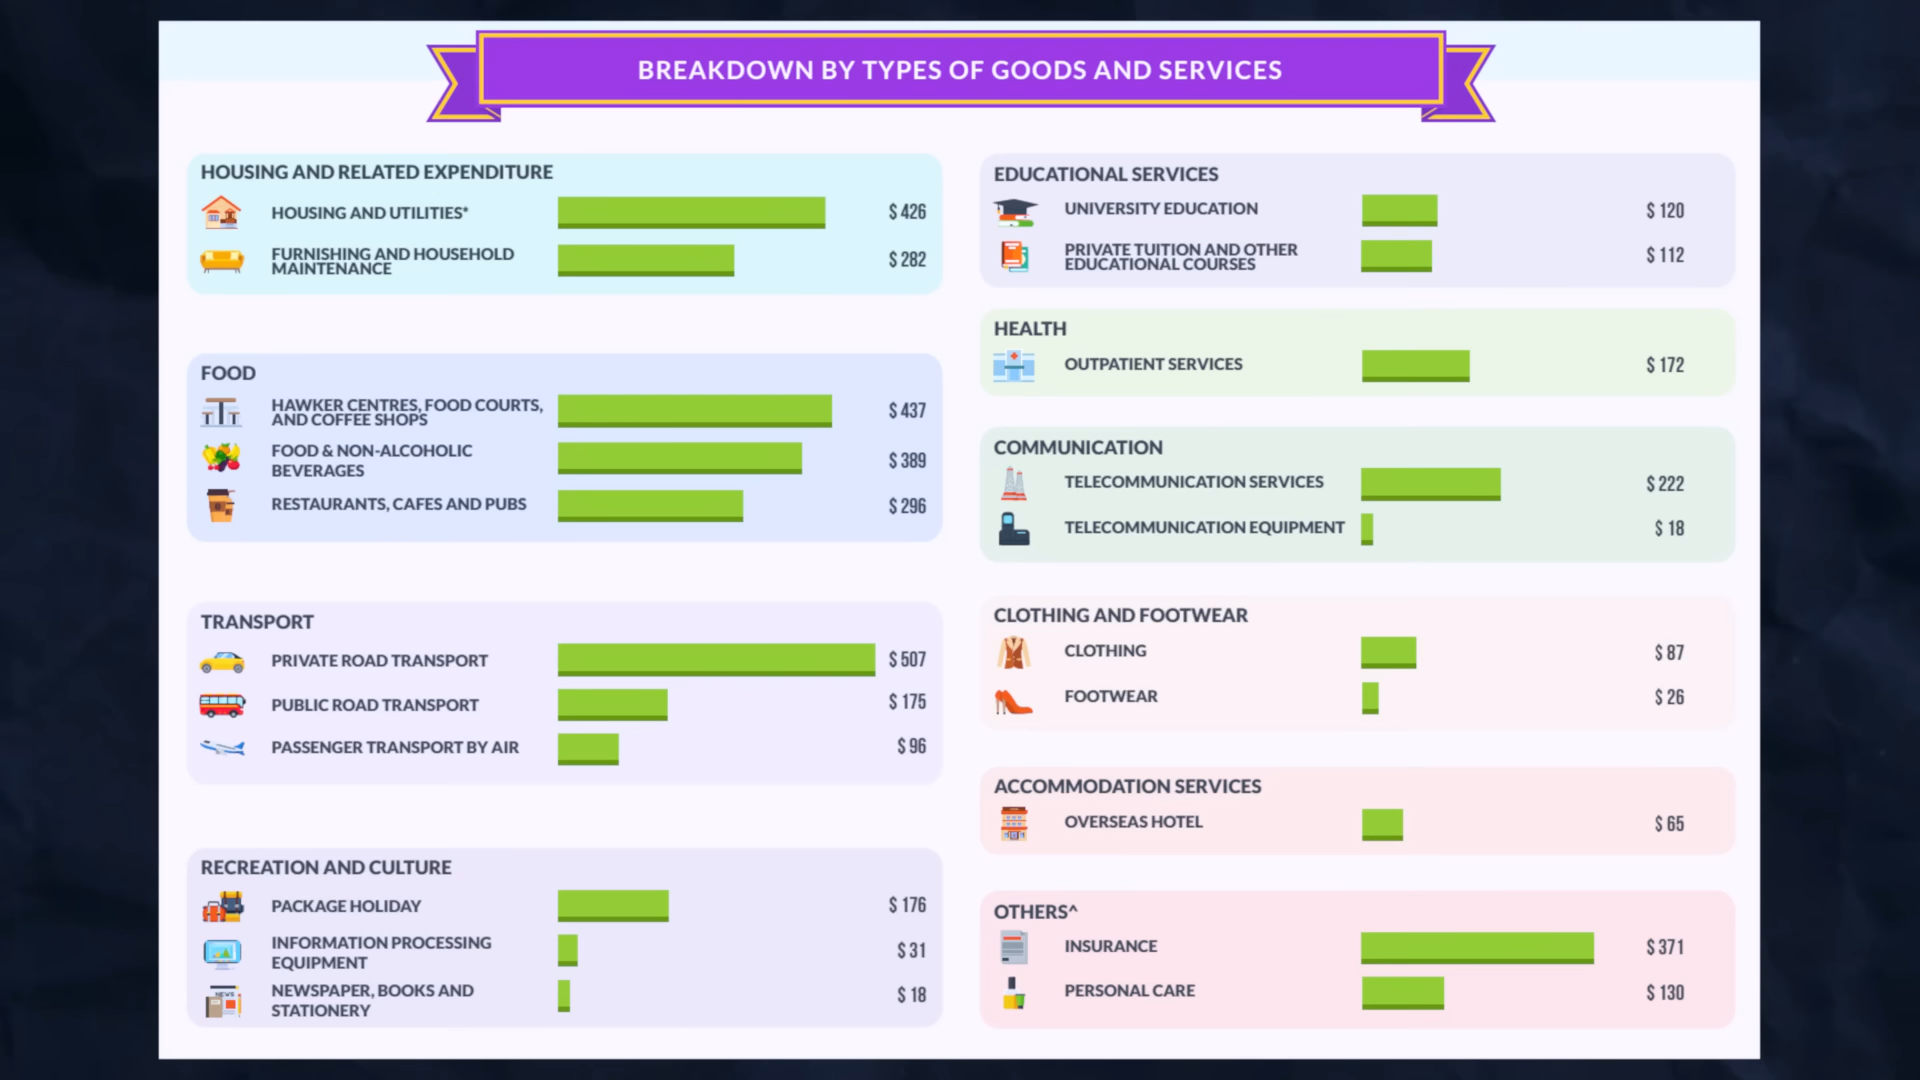 BREAKDOWN BY TYPES OF GOODS AND SERVICES
HOUSING AND RELATED EXPENDITURE
HOUSING AND UTILITIES* $ 426
FURNISHING AND HOUSEHOLD
MAINTENANCE $ 282
FOOD
HAWKER CENTRES, FOOD COURTS,
AND COFFEE SHOPS $ 437
FOOD & NON-ALCOHOLIC
BEVERAGES $ 389
RESTAURANTS, CAFES AND PUBS $ 296
TRANSPORT
PRIVATE ROAD TRANSPORT $ 507
PUBLIC ROAD TRANSPORT $ 175
PASSENGER TRANSPORT BY AIR $ 96
RECREATION AND CULTURE
PACKAGE HOLIDAY $ 176
INFORMATION PROCESSING
EQUIPMENT $ 31
NEWS
NEWSPAPER, BOOKS AND
STATIONERY $ 18
EDUCATIONAL SERVICES
UNIVERSITY EDUCATION $ 120
PRIVATE TUITION AND OTHER
EDUCATIONAL COURSES $ 112
HEALTH
OUTPATIENT SERVICES $ 172
COMMUNICATION
TELECOMMUNICATION SERVICES $ 222
TELECOMMUNICATION EQUIPMENT $ 18
CLOTHING AND FOOTWEAR
CLOTHING $ 87
FOOTWEAR $ 26
ACCOMMODATION SERVICES
OVERSEAS HOTEL $ 65
OTHERS^
INSURANCE $ 371
PERSONAL CARE $ 130